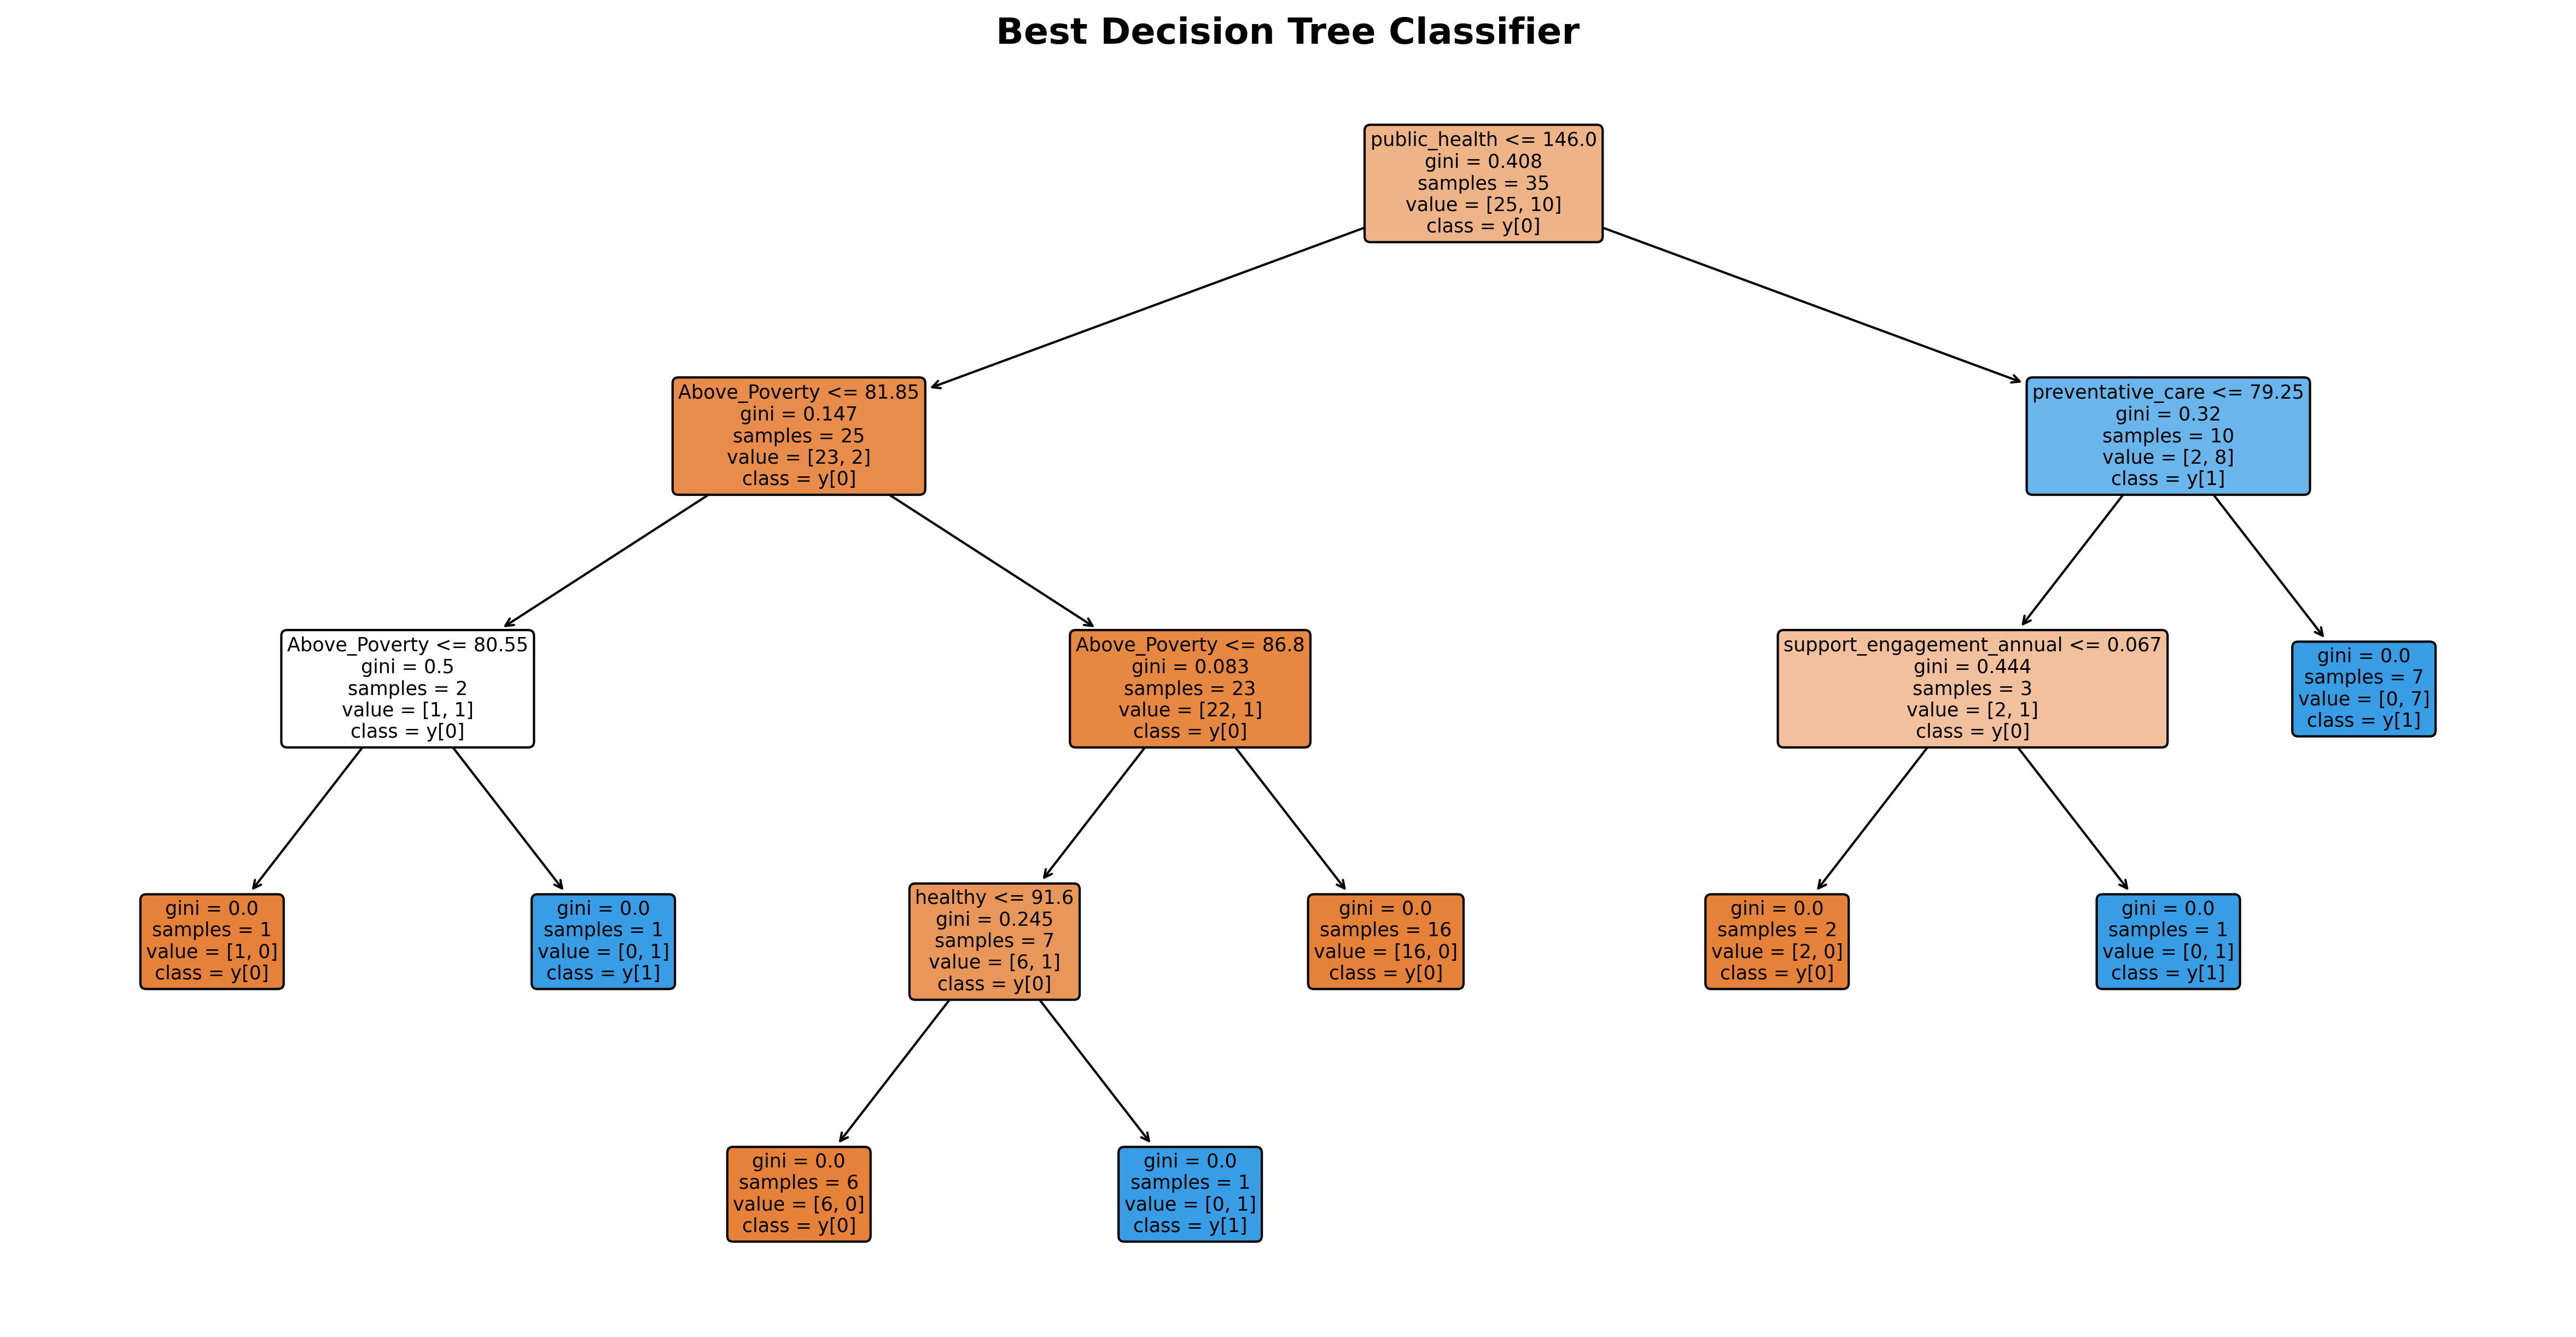 Best Decision Tree Classifier
public_health <= 146.0
gini = 0.408
samples = 35
value = [25, 10]
class = y[0]
Above_Poverty <= 81.85
gini = 0.147
samples = 25
value = [23, 2]
class = y[0]
preventative_care <= 79.25
gini = 0.32
samples = 10
value = [2, 8]
class = y[1]
Above_Poverty <= 80.55
gini = 0.5
samples = 2
value = [1, 1]
class = y[0]
Above_Poverty <= 86.8
gini = 0.083
samples = 23
value = [22, 1]
class = y[0]
support_engagement_annual <= 0.067
gini = 0.444
samples = 3
value = [2, 1]
class = y[0]
gini = 0.0
samples = 7
value = [0, 7]
class = y[1]
gini = 0.0
samples = 1
value = [1, 0]
class = y[0]
gini = 0.0
samples = 1
value = [0, 1]
class = y[1]
healthy <= 91.6
gini = 0.245
samples = 7
value = [6, 1]
class = y[0]
gini = 0.0
samples = 16
value = [16, 0]
class = y[0]
gini = 0.0
samples = 2
value = [2, 0]
class = y[0]
gini = 0.0
samples = 1
value = [0, 1]
class = y[1]
gini = 0.0
samples = 6
value = [6, 0]
class = y[0]
gini = 0.0
samples = 1
value = [0, 1]
class = y[1]